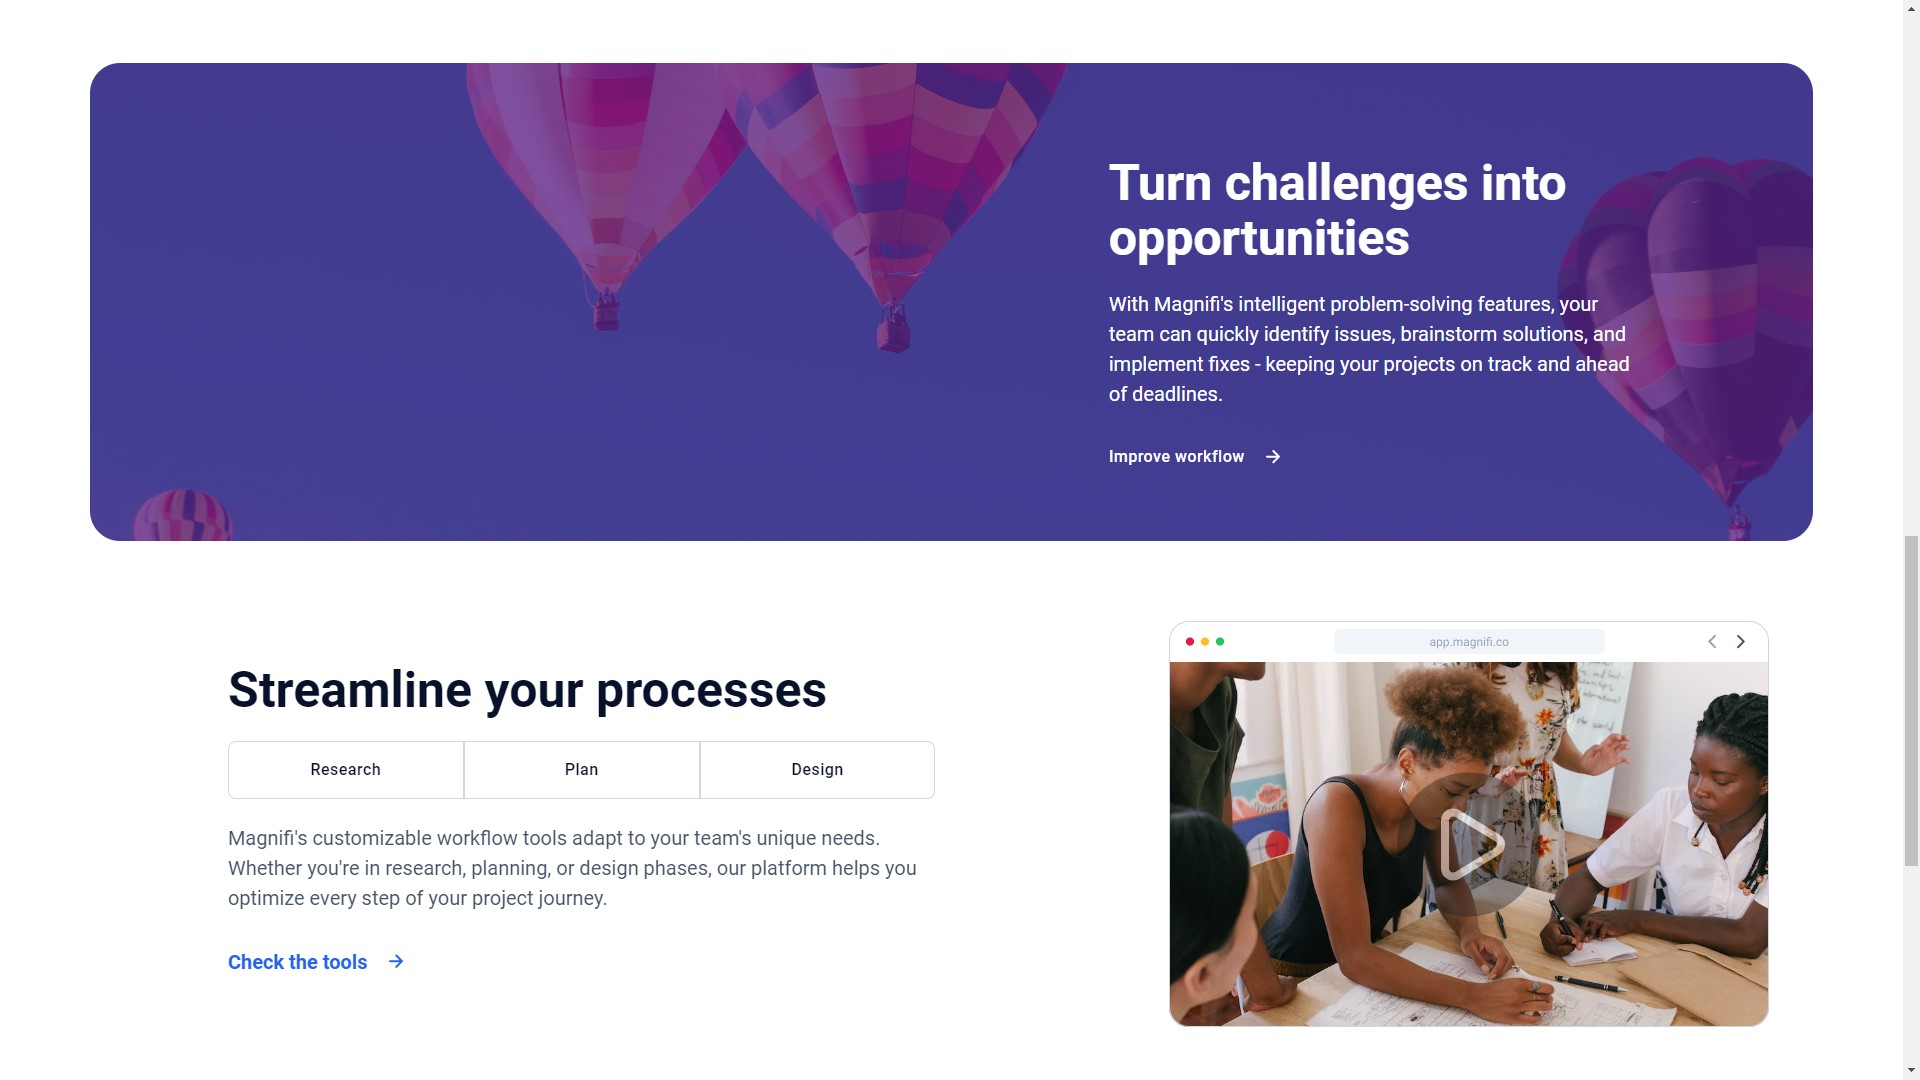 Turn challenges into
opportunities
With Magnifi's intelligent problem-solving features, your
team can quickly identify issues, brainstorm solutions, and
implement fixes - keeping your projects on track and ahead
of deadlines.
Improve workflow
Streamline your processes
Research
Plan
Design
Magnifi's customizable workflow tools adapt to your team's unique needs.
Whether you're in research, planning, or design phases, our platform helps you
optimize every step of your project journey.
Check the tools
app.magnifi.co